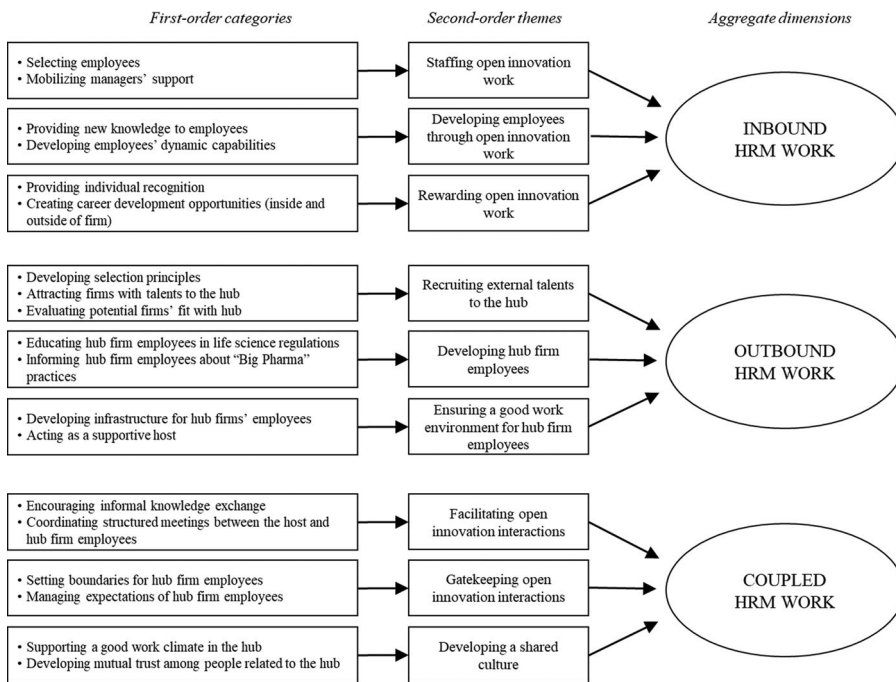 First-order categories
Second-order themes
Aggregate dimensions
• Selecting employees
• Mobilizing managers' support
Staffing open innovation
work
• Providing new knowledge to employees
• Developing employees' dynamic capabilities
Developing employees
through open innovation
work
• Providing individual recognition
• Creating career development opportunities (inside and
outside of firm)
Rewarding open innovation
work
INBOUND
HRM WORK
• Developing selection principles
• Attracting firms with talents to the hub
• Evaluating potential firms' fit with hub
Recruiting external talents
to the hub
• Educating hub firm employees in life science regulations
• Informing hub firm employees about "Big Pharma"
practices
Developing hub firm
employees
• Developing infrastructure for hub firms' employees
• Acting as a supportive host
Ensuring a good work
environment for hub firm
employees
OUTBOUND
HRM WORK
• Encouraging informal knowledge exchange
• Coordinating structured meetings between the host and
hub firm employees
Facilitating open
innovation interactions
• Setting boundaries for hub firm employees
• Managing expectations of hub firm employees
Gatekeeping open
innovation interactions
• Supporting a good work climate in the hub
• Developing mutual trust among people related to the hub
Developing a shared
culture
COUPLED
HRM WORK